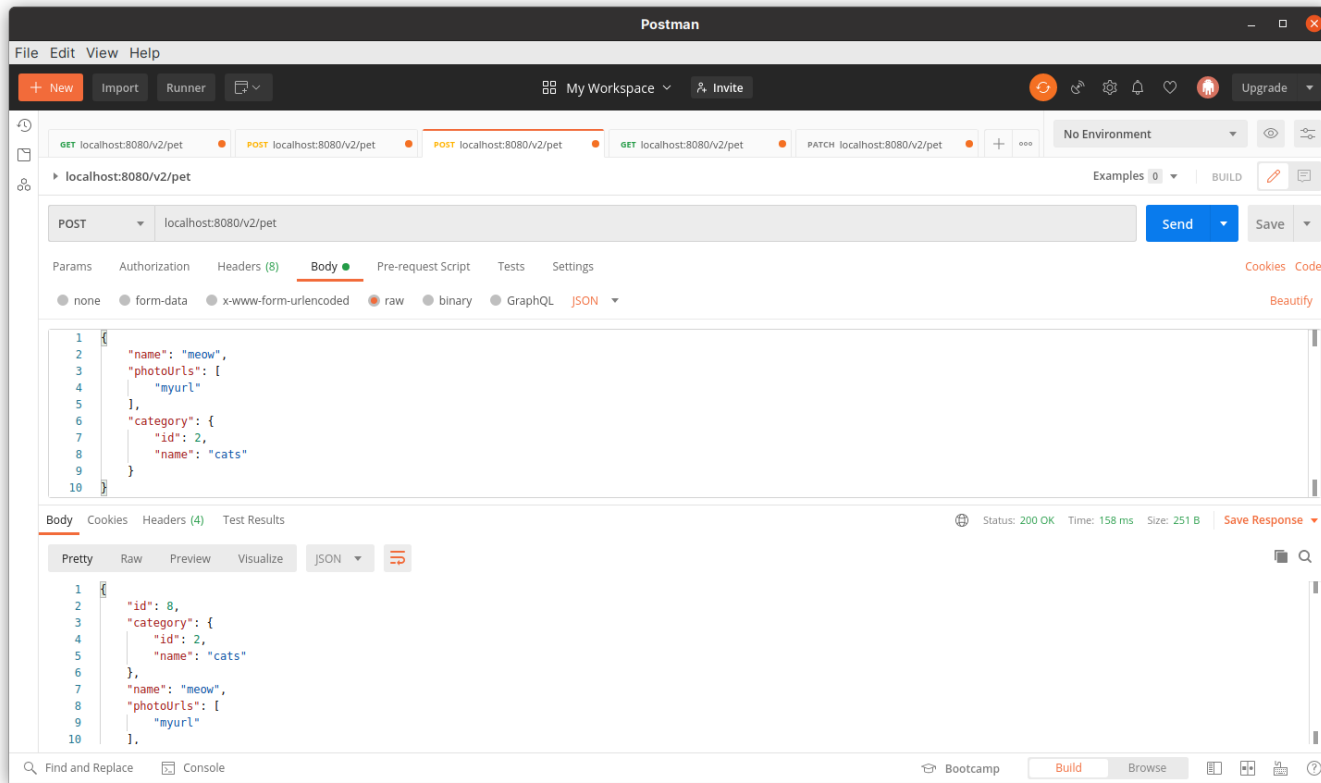 Postman
File Edit View Help
+ New Import Runner My Workspace Invite Upgrade
GET localhost:8080/v2/pet POST localhost:8080/v2/pet POST localhost:8080/v2/pet GET localhost:8080/v2/pet PATCH localhost:8080/v2/pet No Environment
localhost:8080/v2/pet Examples 0 BUILD
POST localhost:8080/v2/pet Send Save
Params Authorization Headers (8) Body Pre-request Script Tests Settings Cookies Code
none form-data x-www-form-urlencoded raw binary GraphQL JSON Beautify
1 {
2 "name": "meow",
3 "photoUrls": [
4 "myurl"
5 ],
6 "category": {
7 "id": 2,
8 "name": "cats"
9 }
10 }
Body Cookies Headers (4) Test Results Status: 200 OK Time: 158 ms Size: 251 B Save Response
Pretty Raw Preview Visualize JSON
1 {
2 "id": 8,
3 "category": {
4 "id": 2,
5 "name": "cats"
6 },
7 "name": "meow",
8 "photoUrls": [
9 "myurl"
10 ],
Find and Replace Console Bootcamp Build Browse